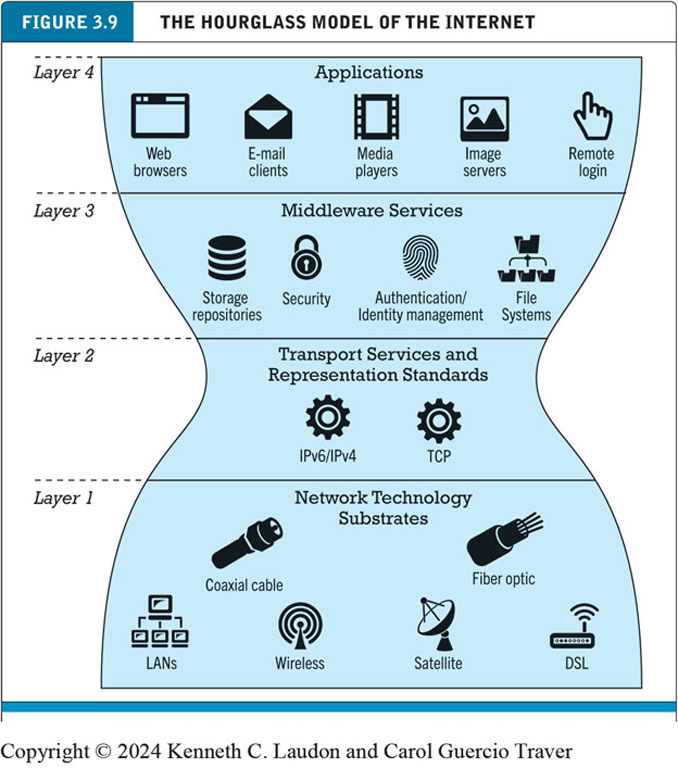 FIGURE 3.9 THE HOURGLASS MODEL OF THE INTERNET
Layer 4
Applications
Web
browsers
E-mail
clients
Media
players
Image
servers
Remote
login
Layer 3
Middleware Services
Storage
repositories
Security
Authentication/
Identity management
File
Systems
Layer 2
Transport Services and
Representation Standards
IPv6/IPv4
TCP
Layer 1
Network Technology
Substrates
Coaxial cable
Fiber optic
LANs
Wireless
Satellite
DSL
Copyright © 2024 Kenneth C. Laudon and Carol Guercio Traver